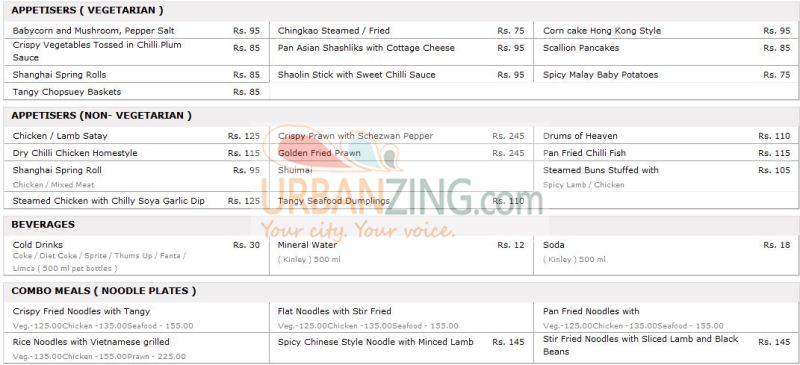 APPETISERS ( VEGETARIAN )
Babycorn and Mushroom, Pepper Salt Rs. 95 Chingkao Steamed / Fried Rs. 75 Corn cake Hong Kong Style Rs. 95
Crispy Vegetables Tossed in Chilli Plum Rs. 85 Pan Asian Shashliks with Cottage Cheese Rs. 95 Scallion Pancakes Rs. 85
Sauce
Shanghai Spring Rolls Rs. 85 Shaolin Stick with Sweet Chilli Sauce Rs. 95 Spicy Malay Baby Potatoes Rs. 75
Tangy Chopsuey Baskets Rs. 85
APPETISERS (NON- VEGETARIAN )
Chicken / Lamb Satay Rs. 125 Crispy Prawn with Schezwan Pepper Rs. 245 Drums of Heaven Rs. 110
Dry Chilli Chicken Homestyle Rs. 115 Golden Fried Prawn Rs. 245 Pan Fried Chilli Fish Rs. 115
Shanghai Spring Roll Rs. 95 Shuimai Steamed Buns Stuffed with Rs. 105
Chicken / Mixed Meat Spicy Lamb / Chicken
Steamed Chicken with Chilly Soya Garlic Dip Rs. 125 Tangy Seafood Dumplings Rs. 110
URBANZING.com
Your city. Your voice.
BEVERAGES
Cold Drinks Rs. 30 Mineral Water Rs. 12 Soda Rs. 18
Coke / Diet Coke / Sprite / Thums Up / Fanta / ( Kinley ) 500 ml ( Kinley ) 500 ml
Limca ( 500 ml pet bottles )
COMBO MEALS ( NOODLE PLATES )
Crispy Fried Noodles with Tangy Flat Noodles with Stir Fried Pan Fried Noodles with
Veg.-125.00Chicken -135.00Seafood - 155.00 Veg.-125.00Chicken -135.00Seafood - 155.00 Veg.-125.00Chicken -135.00Seafood - 155.00
Rice Noodles with Vietnamese grilled Spicy Chinese Style Noodle with Minced Lamb Rs. 145 Stir Fried Noodles with Sliced Lamb and Black Rs. 145
Veg.-135.00Chicken -155.00Prawn - 225.00 Beans